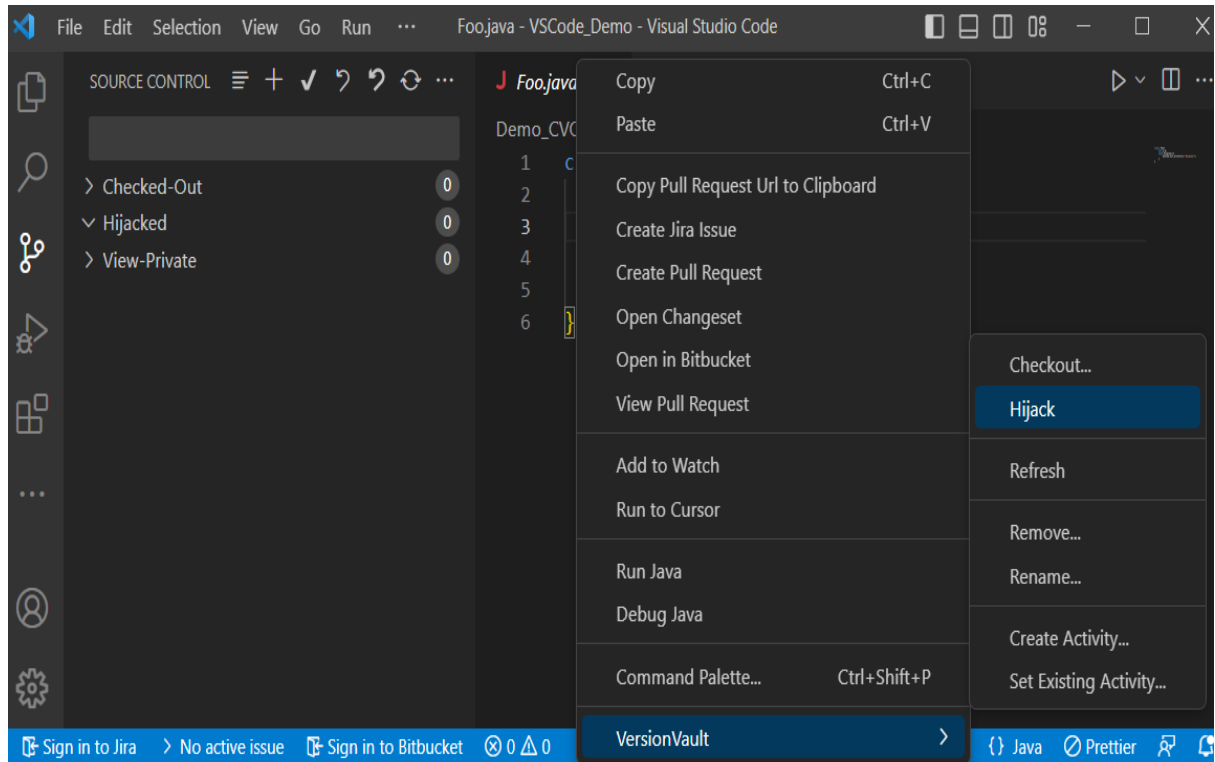 File Edit Selection View Go Run ··· Foo.java - VSCode_Demo - Visual Studio Code
SOURCE CONTROL
Checked-Out 0
Hijacked 0
View-Private 0
J Foo.java
Demo_CVC
1 c
2
3
4
5
6 }
Copy Ctrl+C
Paste Ctrl+V
Copy Pull Request Url to Clipboard
Create Jira Issue
Create Pull Request
Open Changeset
Open in Bitbucket
View Pull Request
Add to Watch
Run to Cursor
Run Java
Debug Java
Command Palette... Ctrl+Shift+P
VersionVault
Checkout...
Hijack
Refresh
Remove...
Rename...
Create Activity...
Set Existing Activity...
Sign in to Jira No active issue Sign in to Bitbucket 0 0 {} Java Prettier